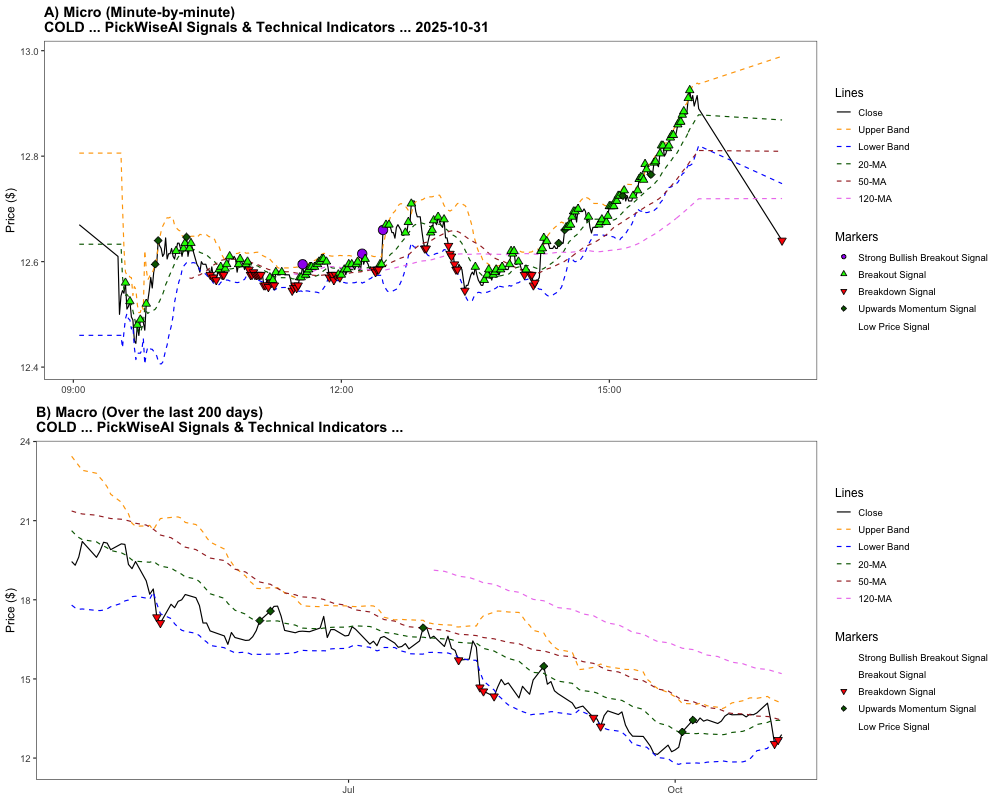 A) Micro (Minute-by-minute)
COLD ... PickWiseAI Signals & Technical Indicators ... 2025-10-31
Price ($)
13.0
12.8
12.6
12.4
09:00
12:00
15:00
Lines
Close
Upper Band
Lower Band
20-MA
50-MA
120-MA
Markers
Strong Bullish Breakout Signal
Breakout Signal
Breakdown Signal
Upwards Momentum Signal
Low Price Signal
B) Macro (Over the last 200 days)
COLD ... PickWiseAI Signals & Technical Indicators ...
Price ($)
24
21
18
15
12
Jul
Oct
Lines
Close
Upper Band
Lower Band
20-MA
50-MA
120-MA
Markers
Strong Bullish Breakout Signal
Breakout Signal
Breakdown Signal
Upwards Momentum Signal
Low Price Signal